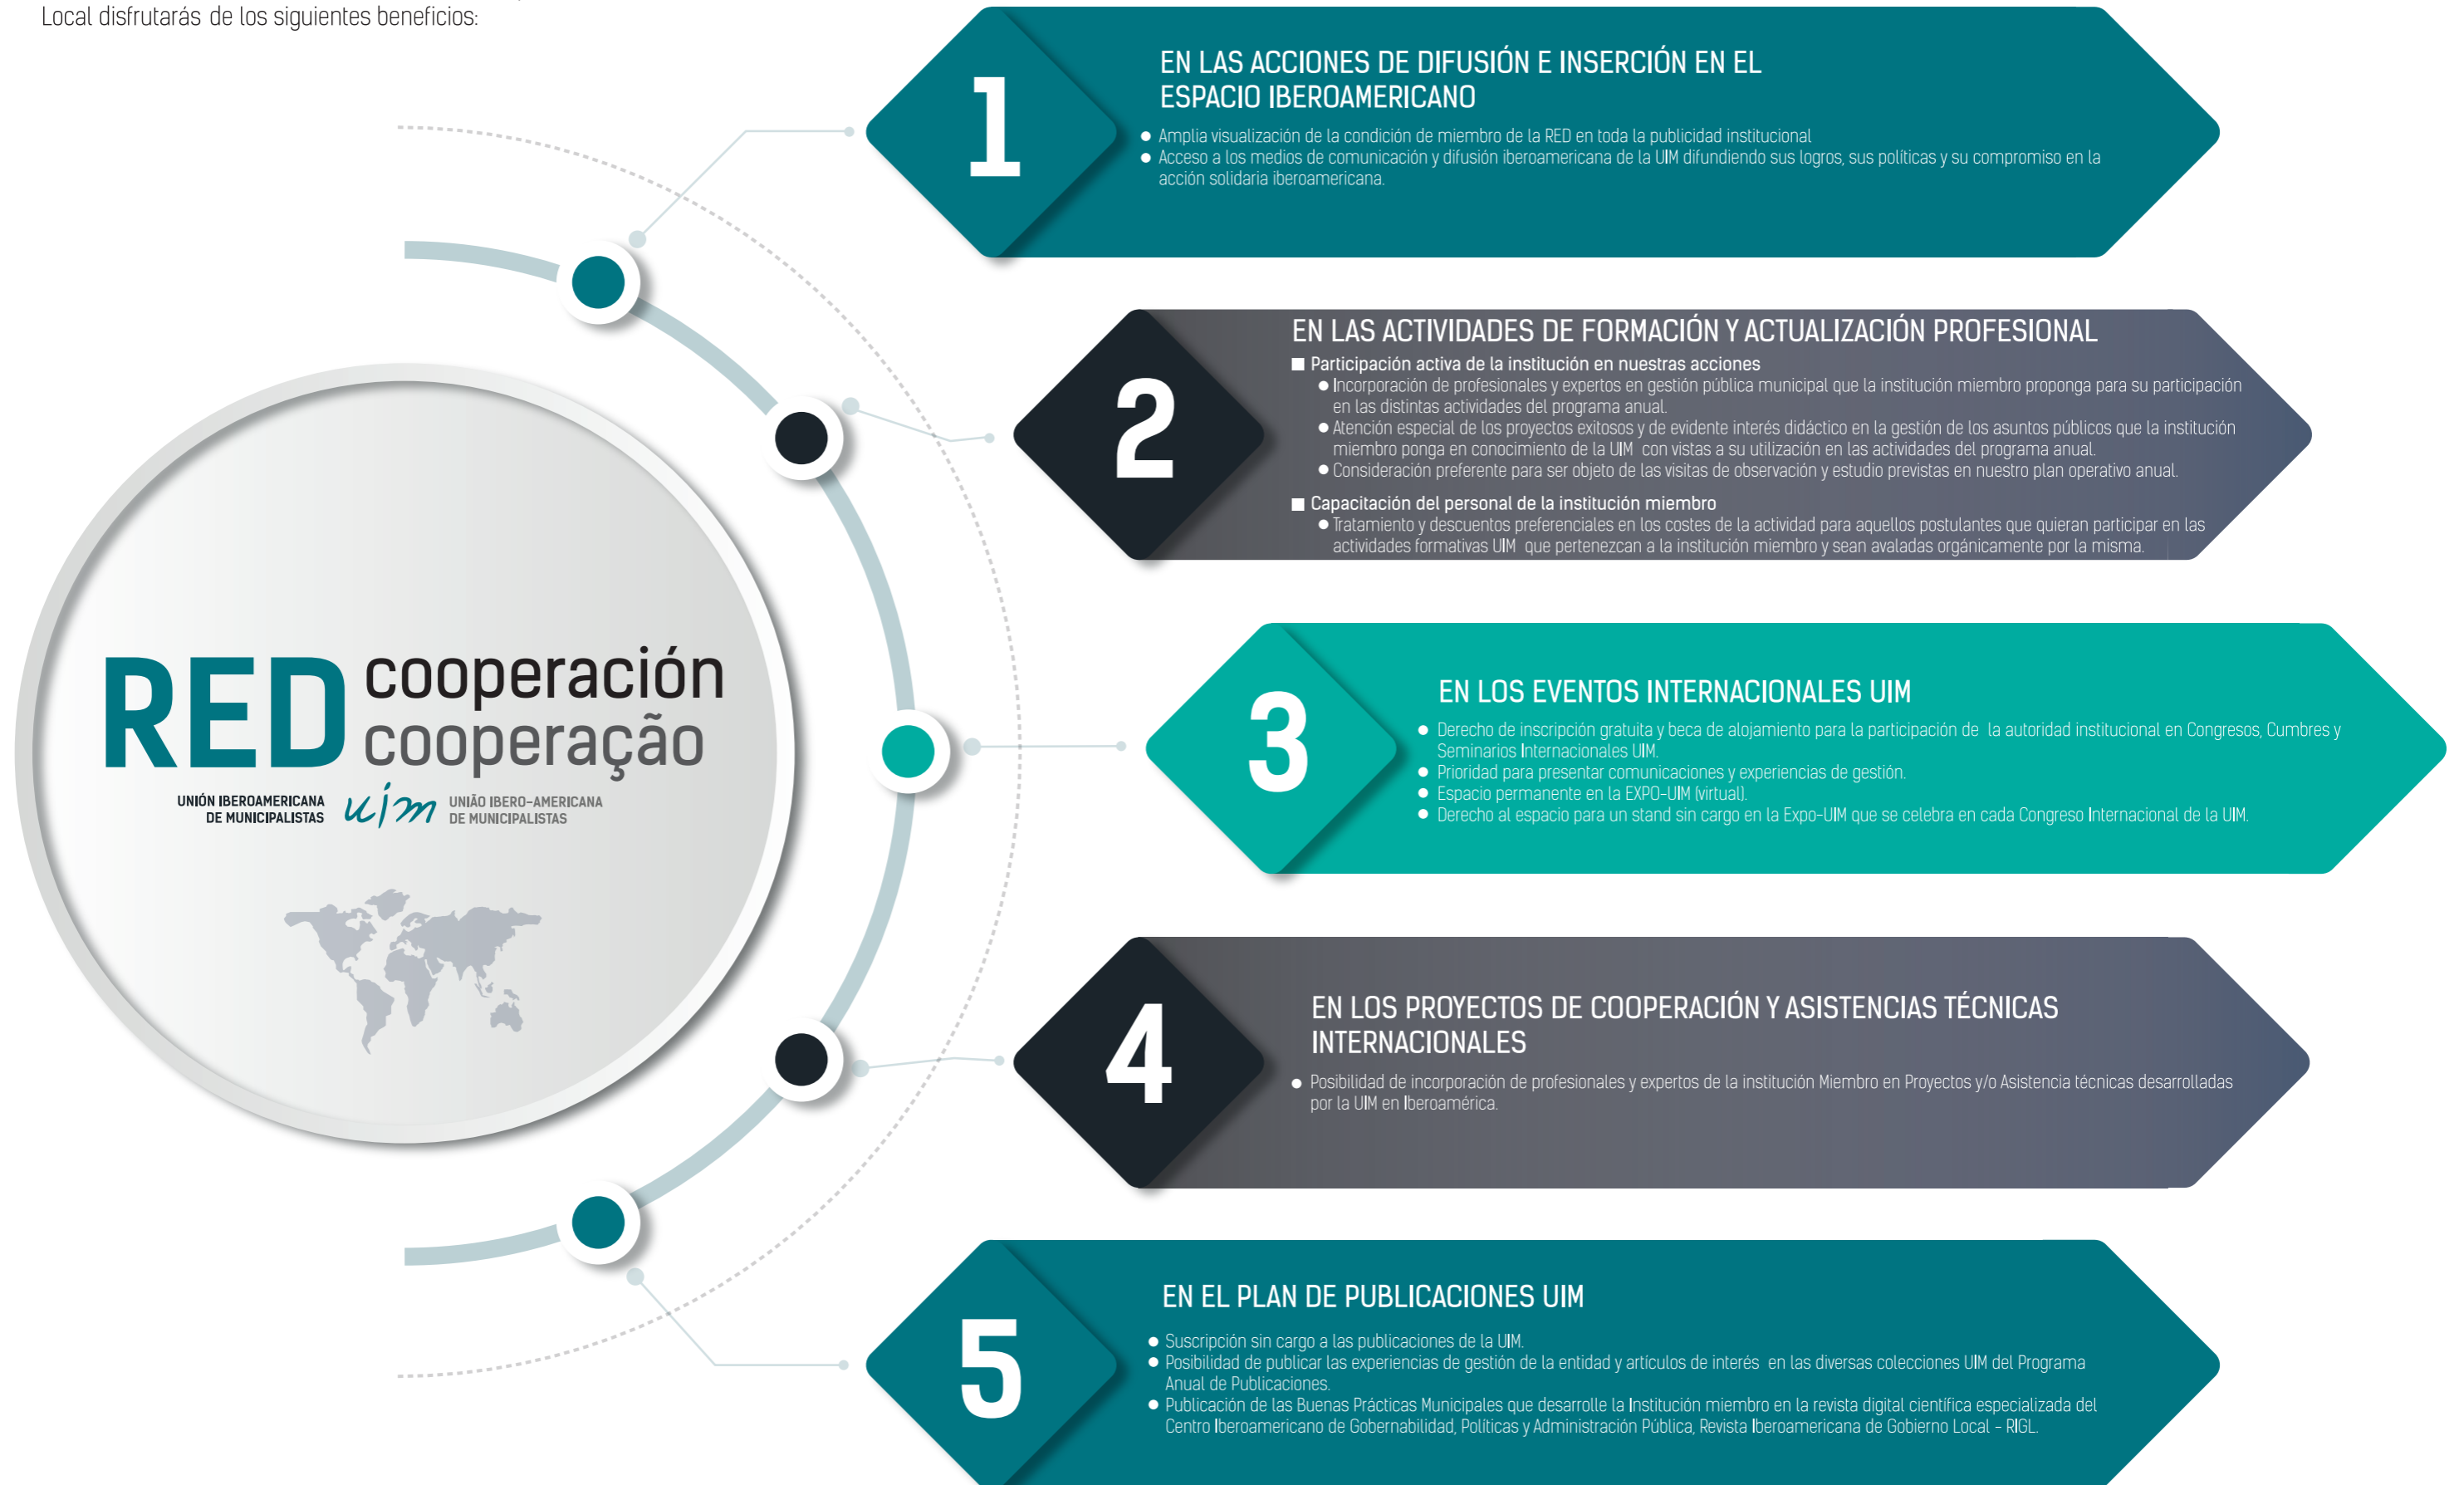 Local disfrutarás de los siguientes beneficios:
1
EN LAS ACCIONES DE DIFUSIÓN E INSERCIÓN EN EL
ESPACIO IBEROAMERICANO
● Amplia visualización de la condición de miembro de la RED en toda la publicidad institucional
● Acceso a los medios de comunicación y difusión iberoamericana de la UIM difundiendo sus logros, sus políticas y su compromiso en la
acción solidaria iberoamericana.
2
EN LAS ACTIVIDADES DE FORMACIÓN Y ACTUALIZACIÓN PROFESIONAL
■ Participación activa de la institución en nuestras acciones
● Incorporación de profesionales y expertos en gestión pública municipal que la institución miembro proponga para su participación
en las distintas actividades del programa anual.
● Atención especial de los proyectos exitosos y de evidente interés didáctico en la gestión de los asuntos públicos que la institución
miembro ponga en conocimiento de la UIM con vistas a su utilización en las actividades del programa anual.
● Consideración preferente para ser objeto de las visitas de observación y estudio previstas en nuestro plan operativo anual.
■ Capacitación del personal de la institución miembro
● Tratamiento y descuentos preferenciales en los costes de la actividad para aquellos postulantes que quieran participar en las
actividades formativas UIM que pertenezcan a la institución miembro y sean avaladas orgánicamente por la misma.
RED cooperación
cooperação
UNIÓN IBEROAMERICANA
DE MUNICIPALISTAS
uim
UNIÃO IBERO-AMERICANA
DE MUNICIPALISTAS
3
EN LOS EVENTOS INTERNACIONALES UIM
● Derecho de inscripción gratuita y beca de alojamiento para la participación de la autoridad institucional en Congresos, Cumbres y
Seminarios Internacionales UIM.
● Prioridad para presentar comunicaciones y experiencias de gestión.
● Espacio permanente en la EXPO-UIM (virtual).
● Derecho al espacio para un stand sin cargo en la Expo-UIM que se celebra en cada Congreso Internacional de la UIM.
4
EN LOS PROYECTOS DE COOPERACIÓN Y ASISTENCIAS TÉCNICAS
INTERNACIONALES
● Posibilidad de incorporación de profesionales y expertos de la institución Miembro en Proyectos y/o Asistencia técnicas desarrolladas
por la UIM en Iberoamérica.
5
EN EL PLAN DE PUBLICACIONES UIM
● Suscripción sin cargo a las publicaciones de la UIM.
● Posibilidad de publicar las experiencias de gestión de la entidad y artículos de interés en las diversas colecciones UIM del Programa
Anual de Publicaciones.
● Publicación de las Buenas Prácticas Municipales que desarrolle la Institución miembro en la revista digital científica especializada del
Centro Iberoamericano de Gobernabilidad, Políticas y Administración Pública, Revista Iberoamericana de Gobierno Local - RIGL.